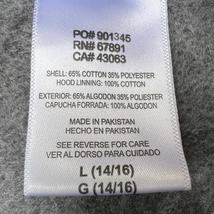 PO# 901345
RN# 67891
CA# 43063
SHELL: 65% COTTON 35% POLYESTER
HOOD LINNING: 100% COTTON
EXTERIOR: 65% ALGODON 35% POLYESTER
CAPUCHA FORRADA: 100% ALGODON
MADE IN PAKISTAN
HECHO EN PAKISTAN
SEE REVERSE FOR CARE
VER AL DORSO PARA CUIDADO
L (14/16)
G (14/16)